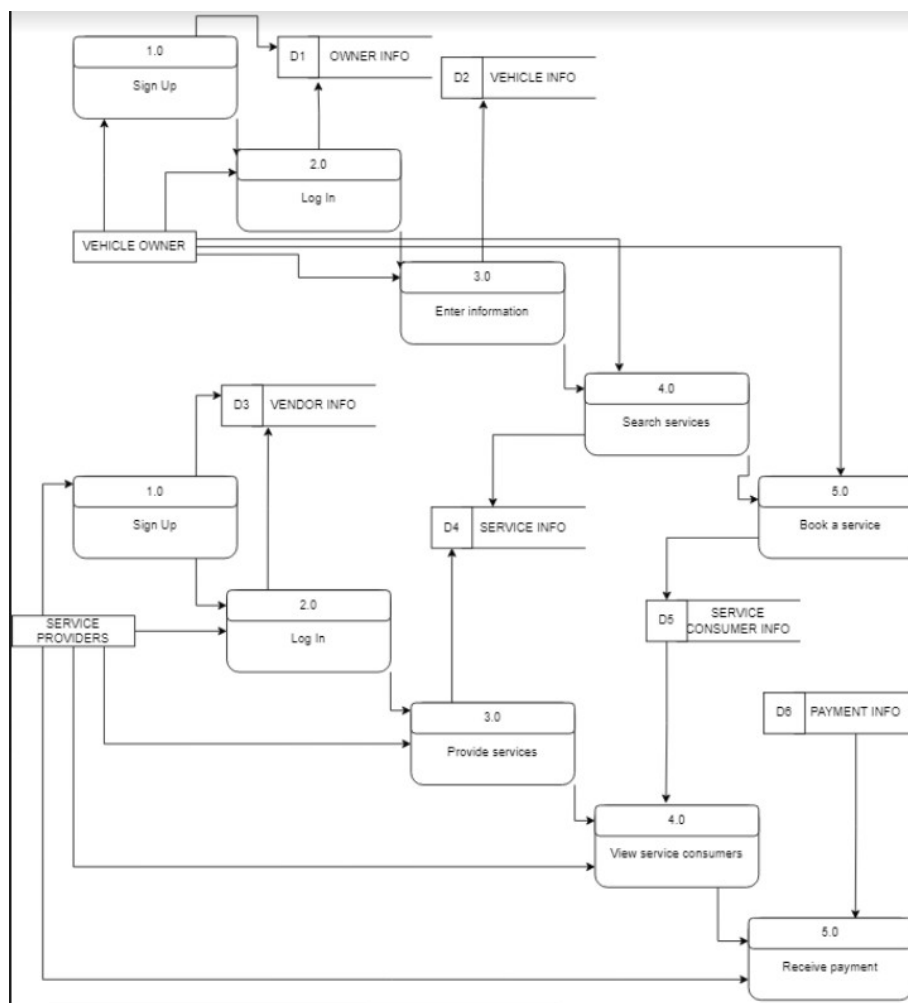 1.0
Sign Up
D1 OWNER INFO
D2 VEHICLE INFO
2.0
Log In
VEHICLE OWNER
3.0
Enter information
4.0
Search services
D3 VENDOR INFO
1.0
Sign Up
5.0
Book a service
D4 SERVICE INFO
2.0
Log In
SERVICE
PROVIDERS
D5
SERVICE
CONSUMER INFO
3.0
Provide services
D6 PAYMENT INFO
4.0
View service consumers
5.0
Receive payment